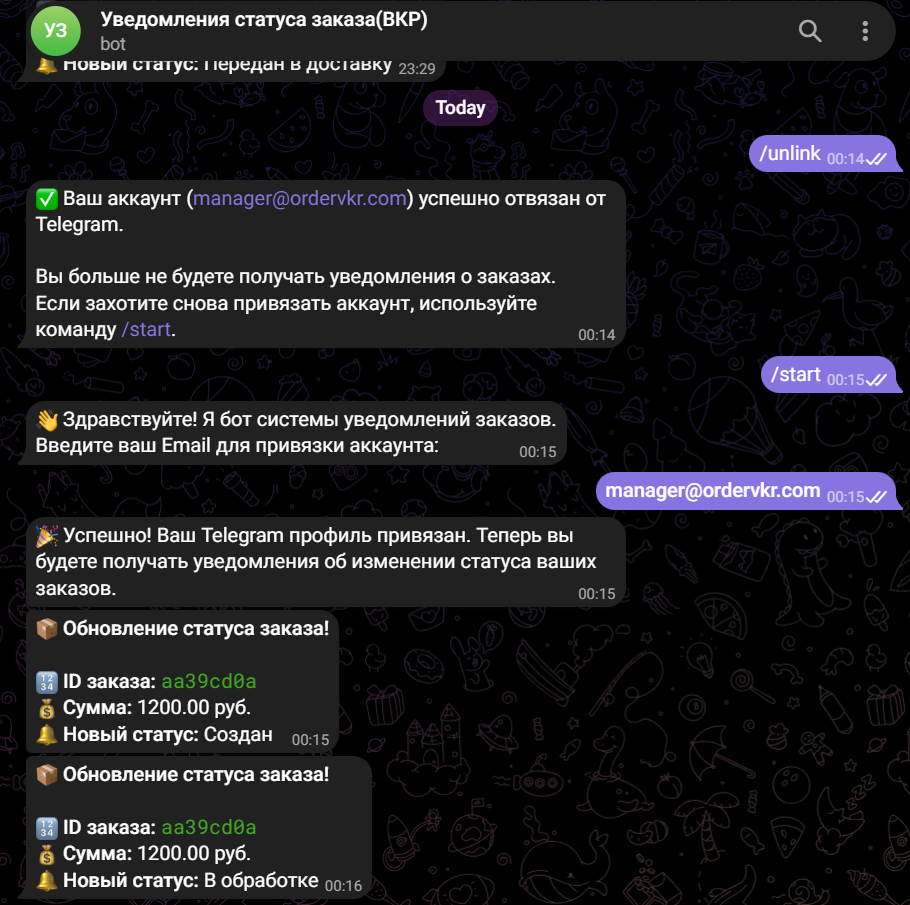 УЗ
Уведомления статуса заказа(ВКР)
bot
Новый статус: Передан в доставку 23:29
Today
/unlink 00:14
Ваш аккаунт (manager@ordervkr.com) успешно отвязан от
Telegram.
Вы больше не будете получать уведомления о заказах.
Если захотите снова привязать аккаунт, используйте
команду /start.
00:14
/start 00:15
Здравствуйте! Я бот системы уведомлений заказов.
Введите ваш Email для привязки аккаунта:
00:15
manager@ordervkr.com 00:15
Успешно! Ваш Telegram профиль привязан. Теперь вы
будете получать уведомления об изменении статуса ваших
заказов.
00:15
Обновление статуса заказа!
ID заказа: aa39cd0a
Сумма: 1200.00 руб.
Новый статус: Создан 00:15
Обновление статуса заказа!
ID заказа: aa39cd0a
Сумма: 1200.00 руб.
Новый статус: В обработке 00:16